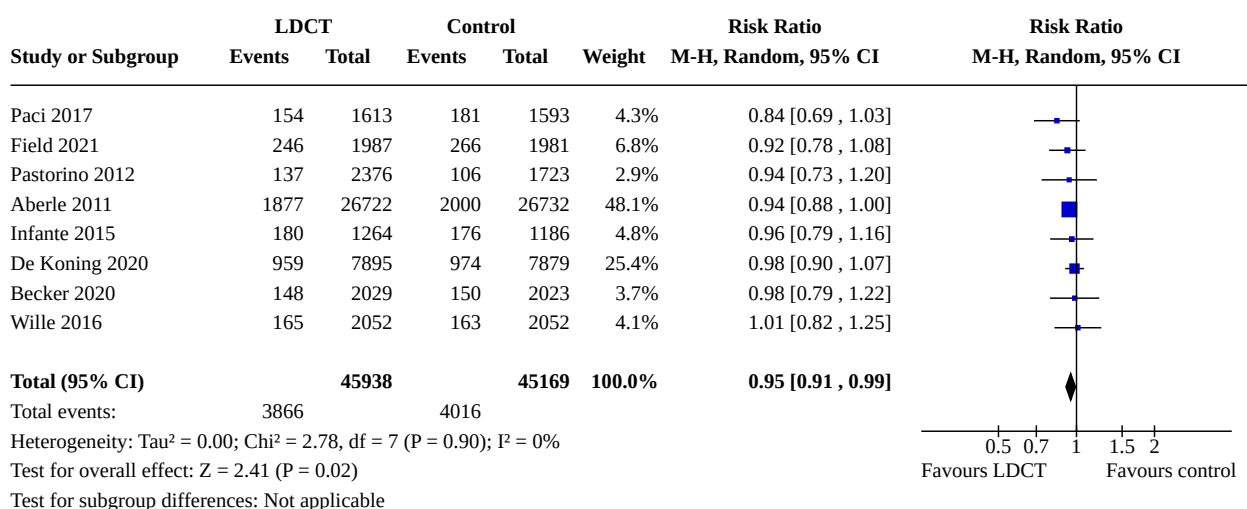 LDCT Control Risk Ratio Risk Ratio
Study or Subgroup Events Total Events Total Weight M-H, Random, 95% CI M-H, Random, 95% CI
Paci 2017 154 1613 181 1593 4.3% 0.84 [0.69 , 1.03]
Field 2021 246 1987 266 1981 6.8% 0.92 [0.78 , 1.08]
Pastorino 2012 137 2376 106 1723 2.9% 0.94 [0.73 , 1.20]
Aberle 2011 1877 26722 2000 26732 48.1% 0.94 [0.88 , 1.00]
Infante 2015 180 1264 176 1186 4.8% 0.96 [0.79 , 1.16]
De Koning 2020 959 7895 974 7879 25.4% 0.98 [0.90 , 1.07]
Becker 2020 148 2029 150 2023 3.7% 0.98 [0.79 , 1.22]
Wille 2016 165 2052 163 2052 4.1% 1.01 [0.82 , 1.25]
Total (95% CI) 45938 45169 100.0% 0.95 [0.91 , 0.99]
Total events: 3866 4016
Heterogeneity: Tau² = 0.00; Chi² = 2.78, df = 7 (P = 0.90); I² = 0% 0.5 0.7 1 1.5 2
Test for overall effect: Z = 2.41 (P = 0.02) Favours LDCT Favours control
Test for subgroup differences: Not applicable